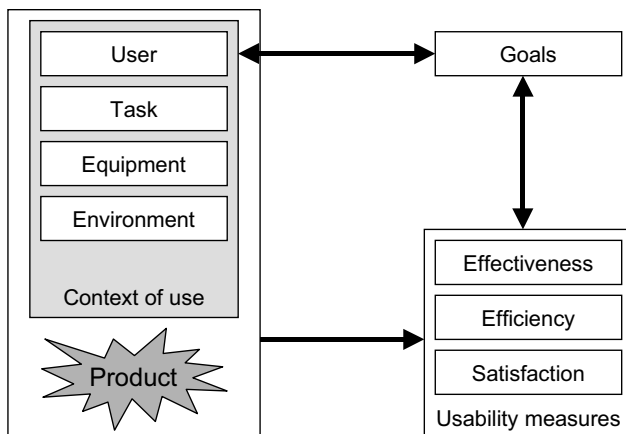 User
Task
Equipment
Environment
Context of use
Product
Goals
Effectiveness
Efficiency
Satisfaction
Usability measures